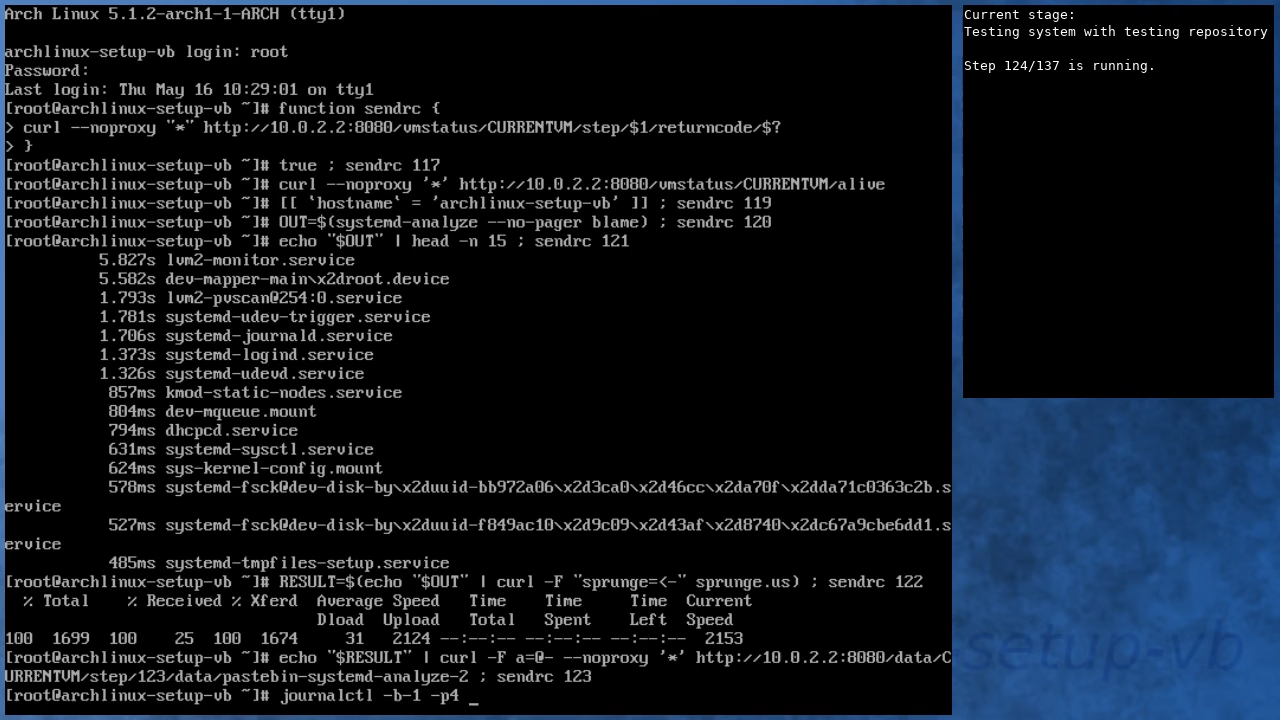 Arch Linux 5.1.2-arch1-1-ARCH (tty1)
archlinux-setup-vb login: root
Password:
Last login: Thu May 16 10:29:01 on tty1
[root@archlinux-setup-vb ~]# function sendrc {
> curl --noproxy "*" http://10.0.2.2:8080/vmstatus/CURRENTVM/step/$1/returncode/$?
> }
[root@archlinux-setup-vb ~]# true ; sendrc 117
[root@archlinux-setup-vb ~]# curl --noproxy '*' http://10.0.2.2:8080/vmstatus/CURRENTVM/alive
[root@archlinux-setup-vb ~]# [[ `hostname` = 'archlinux-setup-vb' ]] ; sendrc 119
[root@archlinux-setup-vb ~]# OUT=$(systemd-analyze --no-pager blame) ; sendrc 120
[root@archlinux-setup-vb ~]# echo "$OUT" | head -n 15 ; sendrc 121
5.827s lvm2-monitor.service
5.582s dev-mapper-main\x2droot.device
1.793s lvm2-pvscan@254:0.service
1.781s systemd-udev-trigger.service
1.706s systemd-journald.service
1.373s systemd-logind.service
1.326s systemd-udevd.service
857ms kmod-static-nodes.service
804ms dev-mqueue.mount
794ms dhcpcd.service
631ms systemd-sysctl.service
624ms sys-kernel-config.mount
578ms systemd-fsck@dev-disk-by\x2duuid-bb972a06\x2d3ca0\x2d46cc\x2da70f\x2dda71c0363c2b.s
ervice
527ms systemd-fsck@dev-disk-by\x2duuid-f849ac10\x2d9c09\x2d43af\x2d8740\x2dc67a9cbe6dd1.s
ervice
485ms systemd-tmpfiles-setup.service
[root@archlinux-setup-vb ~]# RESULT=$(echo "$OUT" | curl -F "sprunge=<-" sprunge.us) ; sendrc 122
% Total % Received % Xferd Average Speed Time Time Time Current
Dload Upload Total Spent Left Speed
100 1699 100 25 100 1674 31 2124 --:--:-- --:--:-- --:--:-- 2153
[root@archlinux-setup-vb ~]# echo "$RESULT" | curl -F a=@- --noproxy '*' http://10.0.2.2:8080/data/C
URRENTVM/step/123/data/pastebin-systemd-analyze-2 ; sendrc 123
[root@archlinux-setup-vb ~]# journalctl -b-1 -p4 _
Current stage:
Testing system with testing repository
Step 124/137 is running.
setup-vb